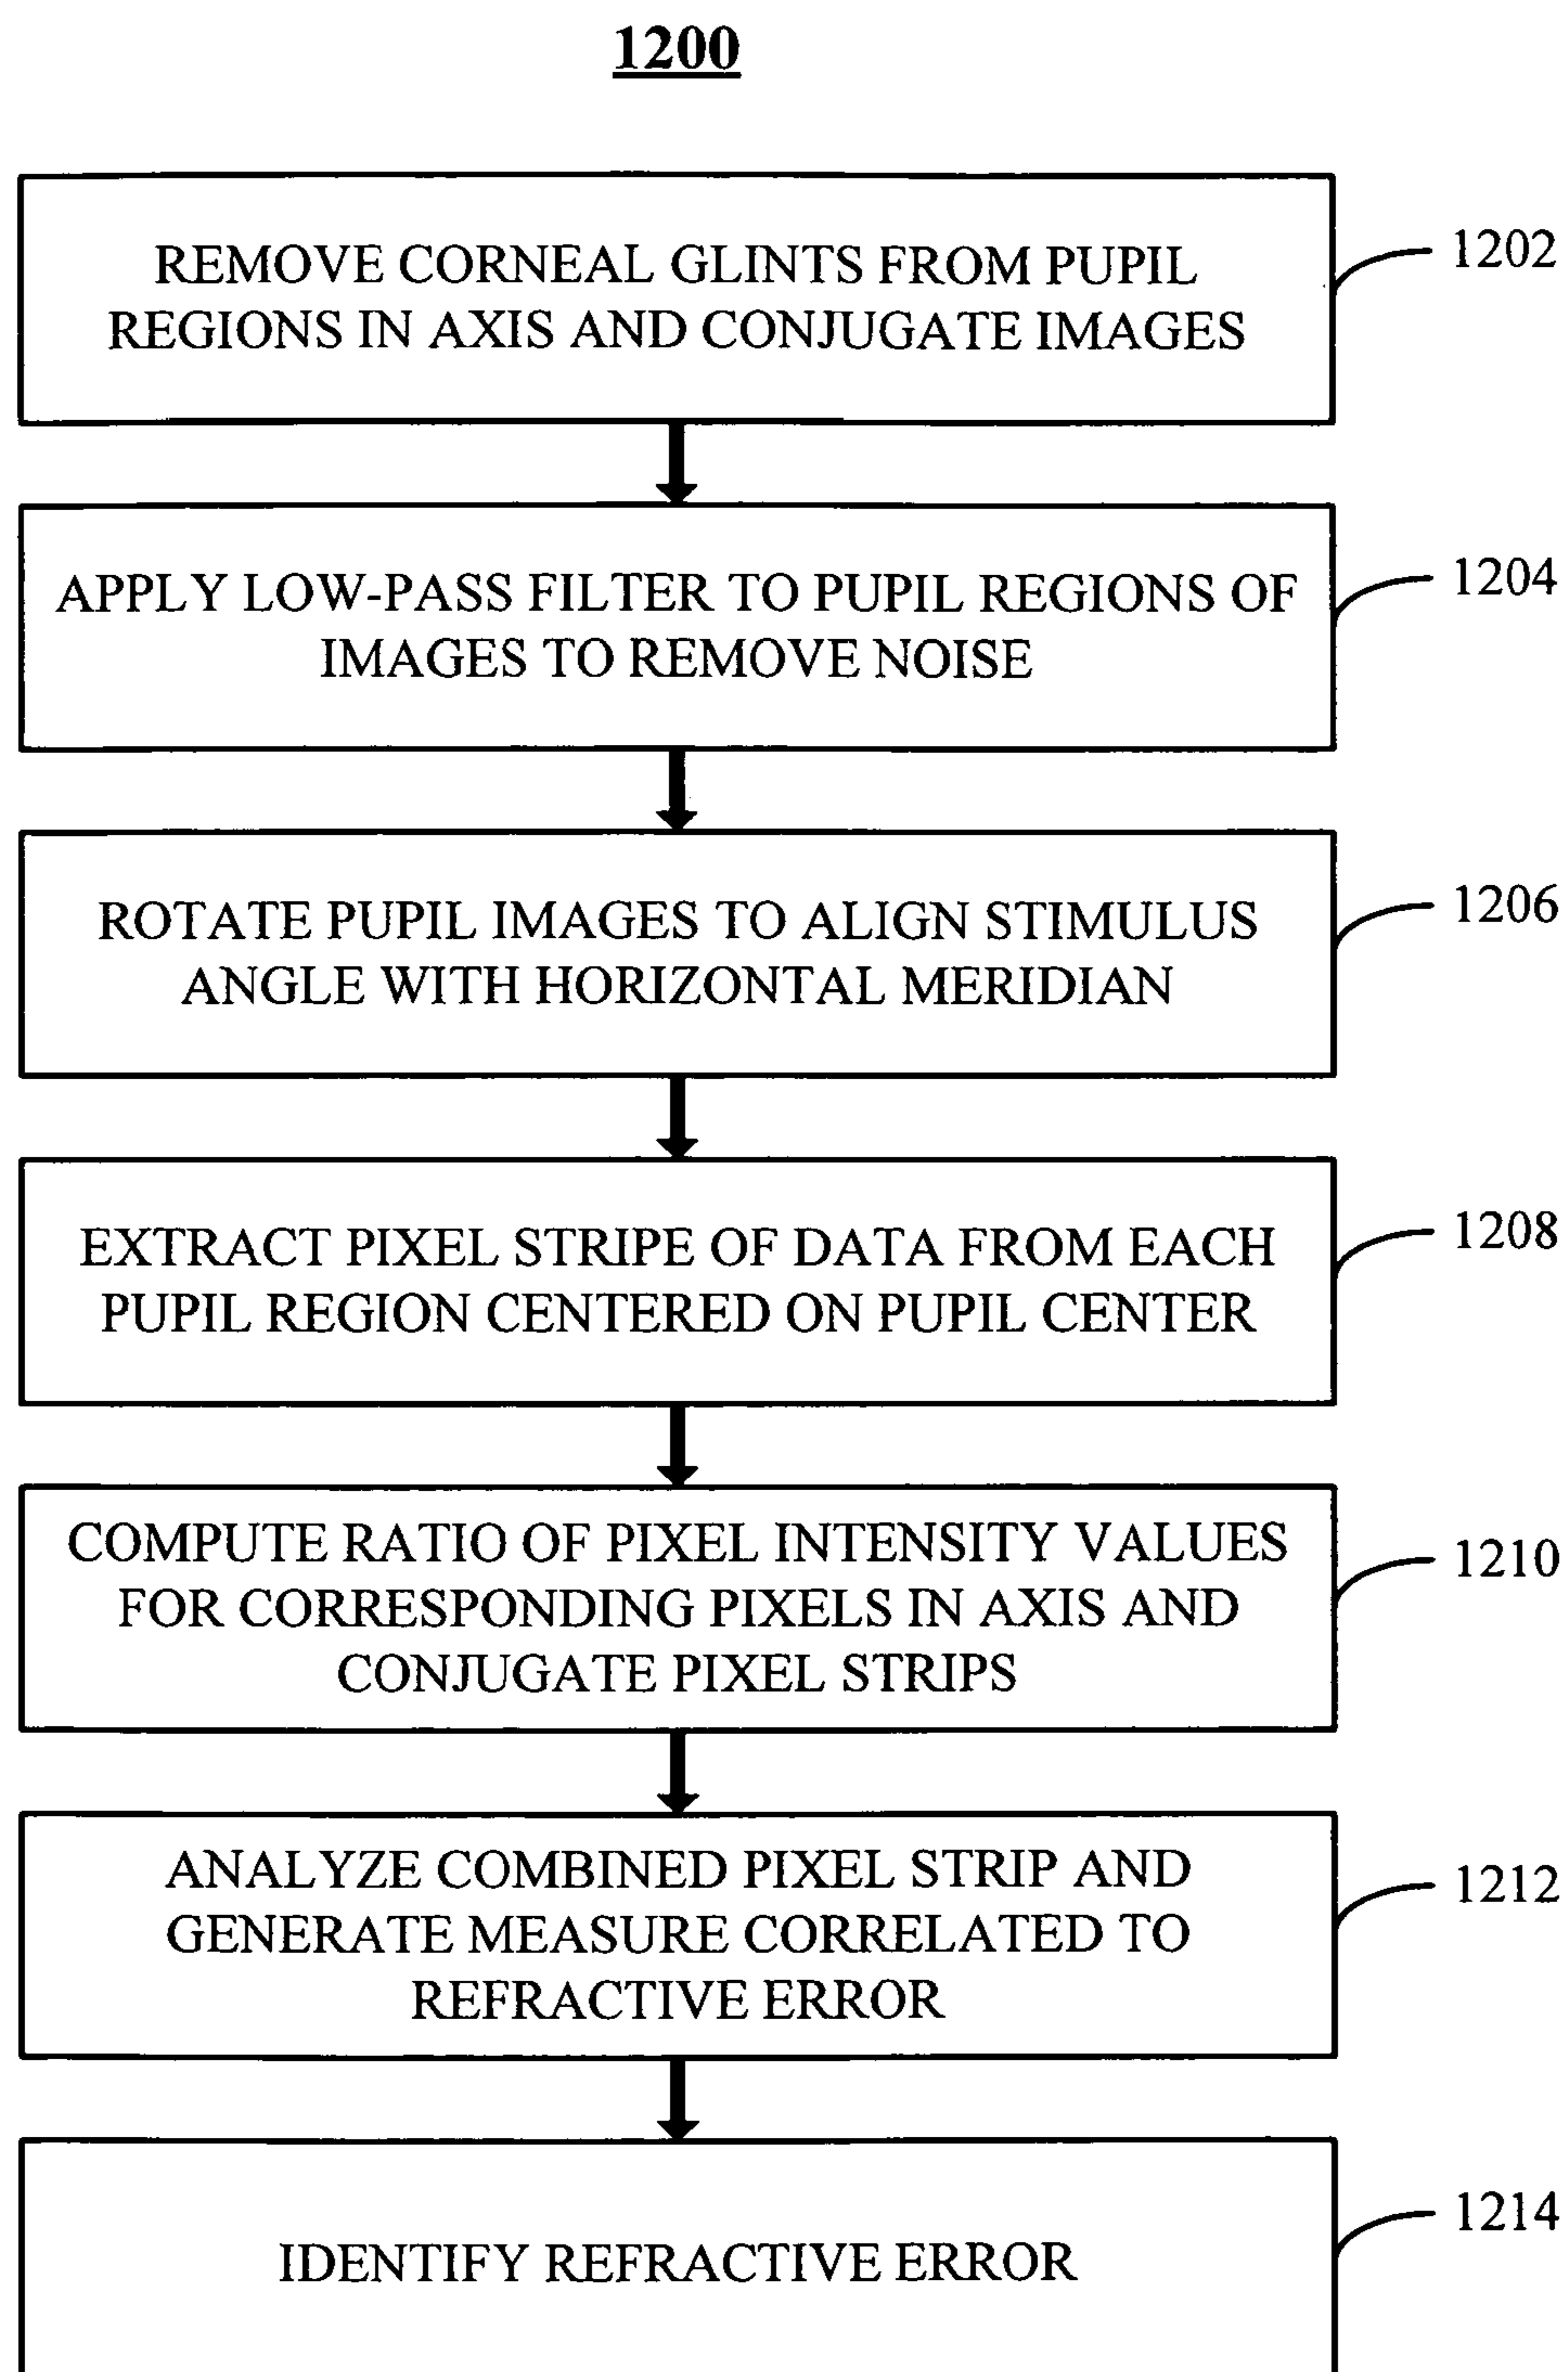 1200
REMOVE CORNEAL GLINTS FROM PUPIL
REGIONS IN AXIS AND CONJUGATE IMAGES
1202
APPLY LOW-PASS FILTER TO PUPIL REGIONS OF
IMAGES TO REMOVE NOISE
1204
ROTATE PUPIL IMAGES TO ALIGN STIMULUS
ANGLE WITH HORIZONTAL MERIDIAN
1206
EXTRACT PIXEL STRIPE OF DATA FROM EACH
PUPIL REGION CENTERED ON PUPIL CENTER
1208
COMPUTE RATIO OF PIXEL INTENSITY VALUES
FOR CORRESPONDING PIXELS IN AXIS AND
CONJUGATE PIXEL STRIPS
1210
ANALYZE COMBINED PIXEL STRIP AND
GENERATE MEASURE CORRELATED TO
REFRACTIVE ERROR
1212
IDENTIFY REFRACTIVE ERROR
1214